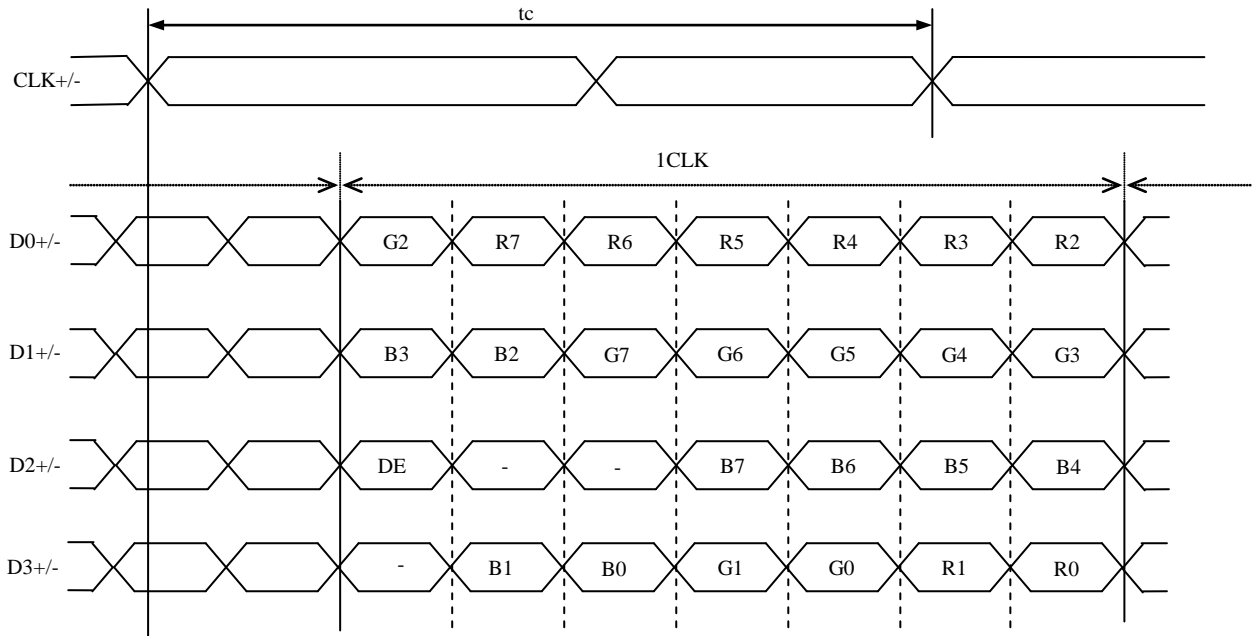 tc
CLK+/-
1CLK
D0+/- G2 R7 R6 R5 R4 R3 R2
D1+/- B3 B2 G7 G6 G5 G4 G3
D2+/- DE - - B7 B6 B5 B4
D3+/- - B1 B0 G1 G0 R1 R0